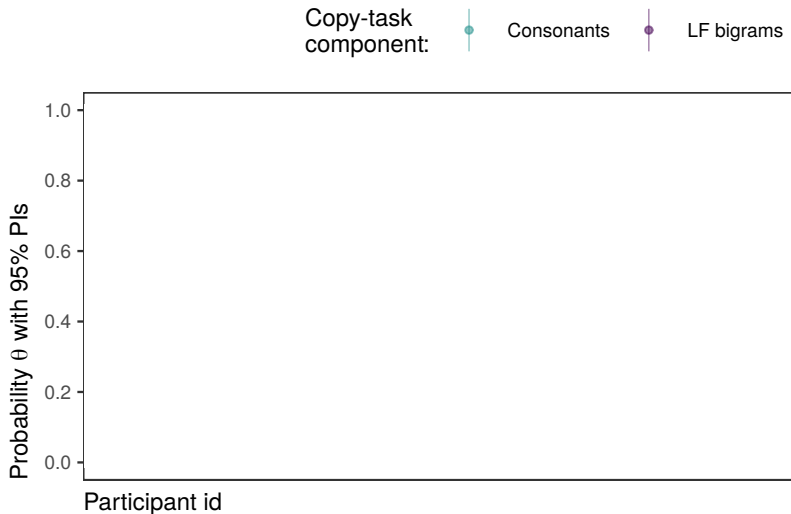 Copy-task
component:
Consonants
LF bigrams
1.0
0.8
0.6
0.4
0.2
0.0
Probability θ with 95% PIs
Participant id